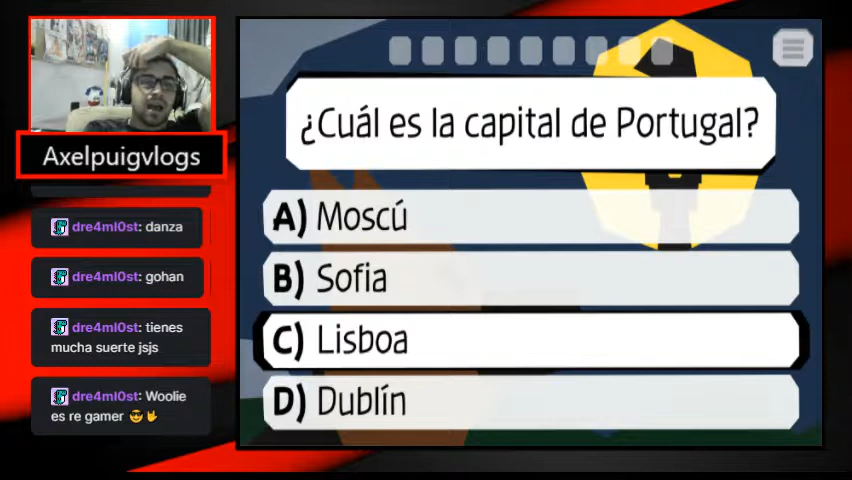 ¿Cuál es la capital de Portugal?
A) Moscú
B) Sofia
C) Lisboa
D) Dublín
Axelpuigvlogs
dre4ml0st: danza
dre4ml0st: gohan
dre4ml0st: tienes
mucha suerte jsjs
dre4ml0st: Woolie
es re gamer 😎🤟